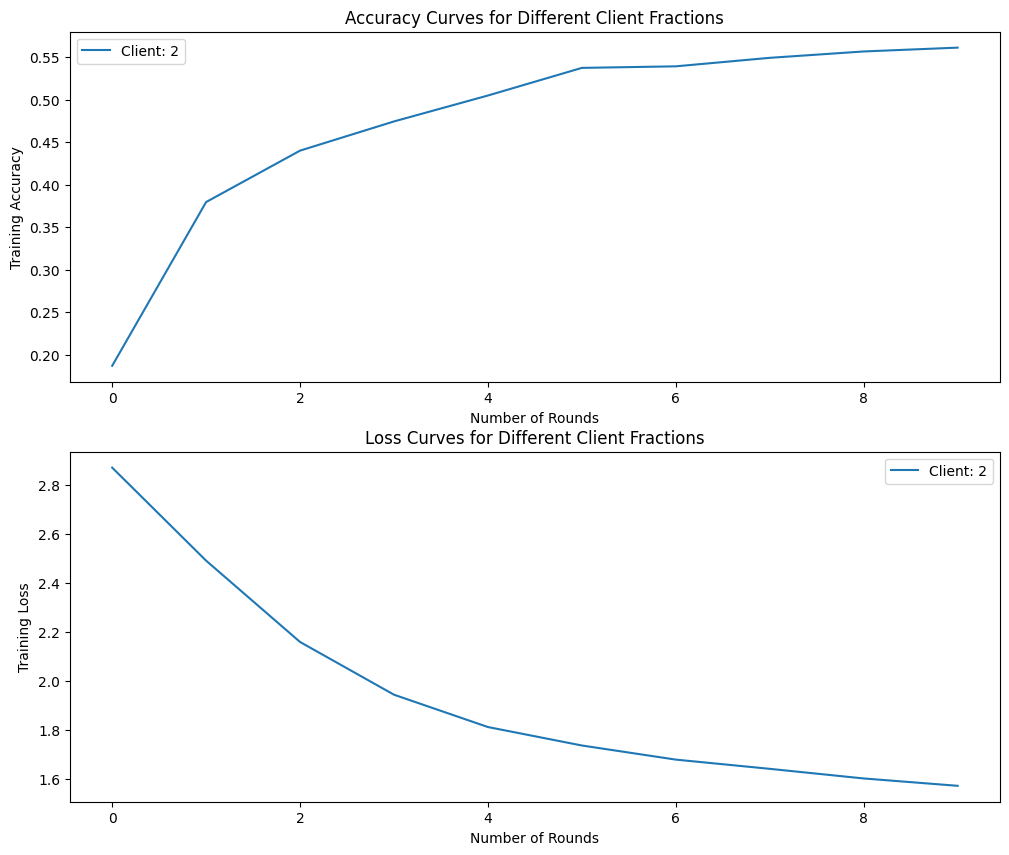 Accuracy Curves for Different Client Fractions
Client: 2
0.55
0.50
0.45
0.40
0.35
0.30
0.25
0.20
Training Accuracy
0 2 4 6 8
Number of Rounds
Loss Curves for Different Client Fractions
Client: 2
2.8
2.6
2.4
2.2
2.0
1.8
1.6
Training Loss
0 2 4 6 8
Number of Rounds